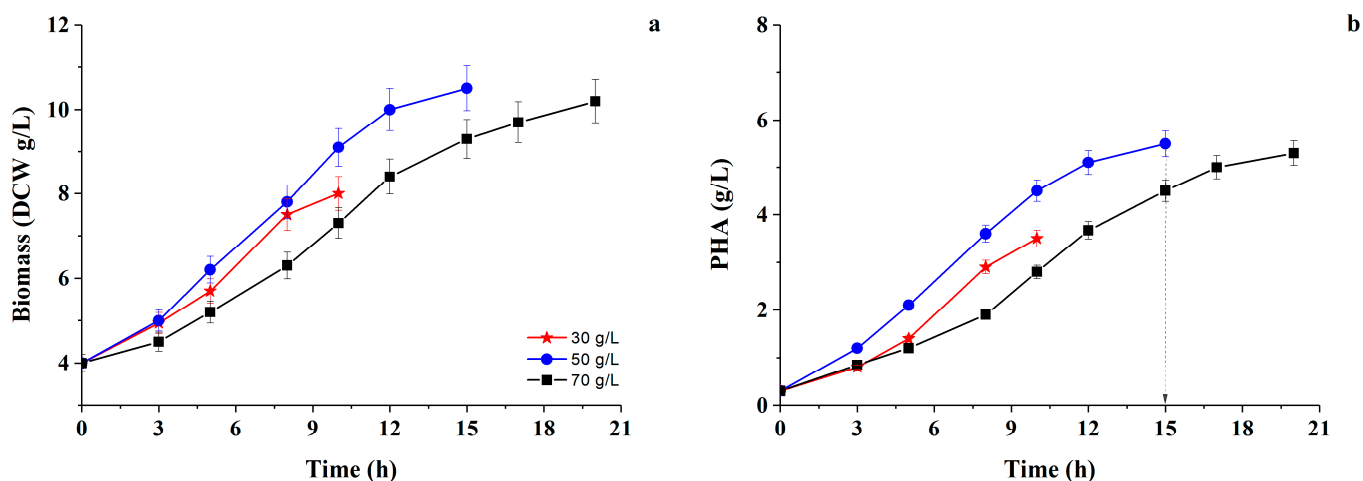 a
12
10
8
6
4
Biomass (DCW g/L)
30 g/L
50 g/L
70 g/L
0 3 6 9 12 15 18 21
Time (h)
b
8
6
4
2
0
PHA (g/L)
0 3 6 9 12 15 18 21
Time (h)